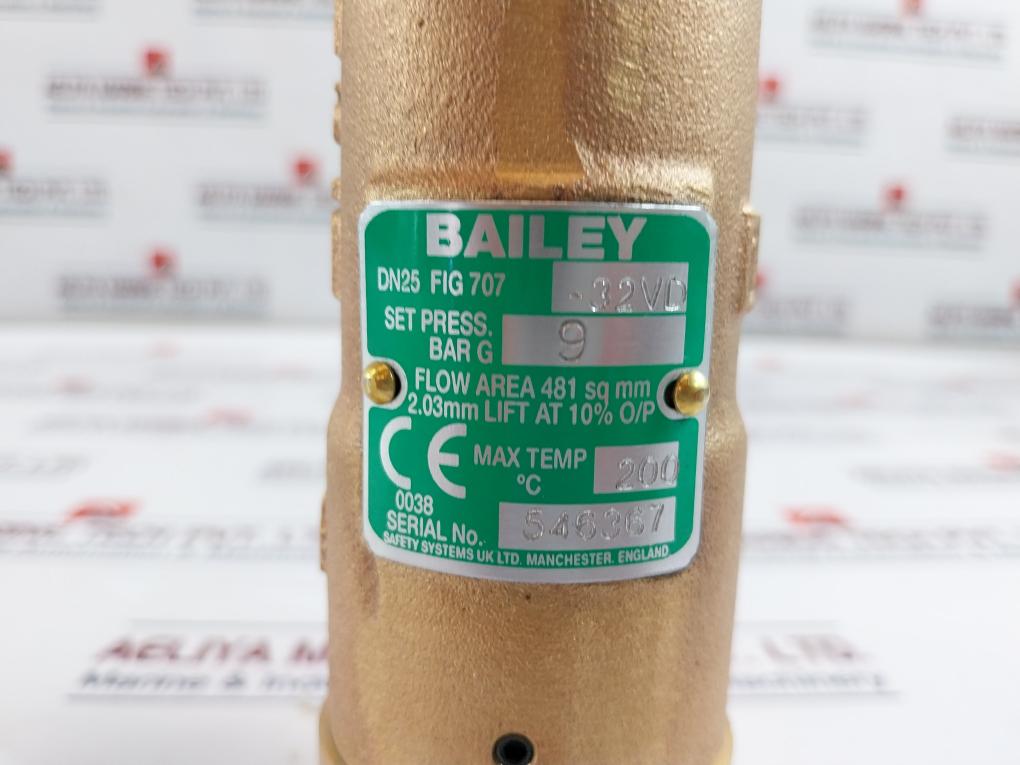 BAILEY
DN25 FIG 707 -32VD
SET PRESS.
BAR G 9
FLOW AREA 481 sq mm
2.03mm LIFT AT 10% O/P
CE MAX TEMP
°C 200
0038
SERIAL No. 546367
SAFETY SYSTEMS UK LTD. MANCHESTER. ENGLAND